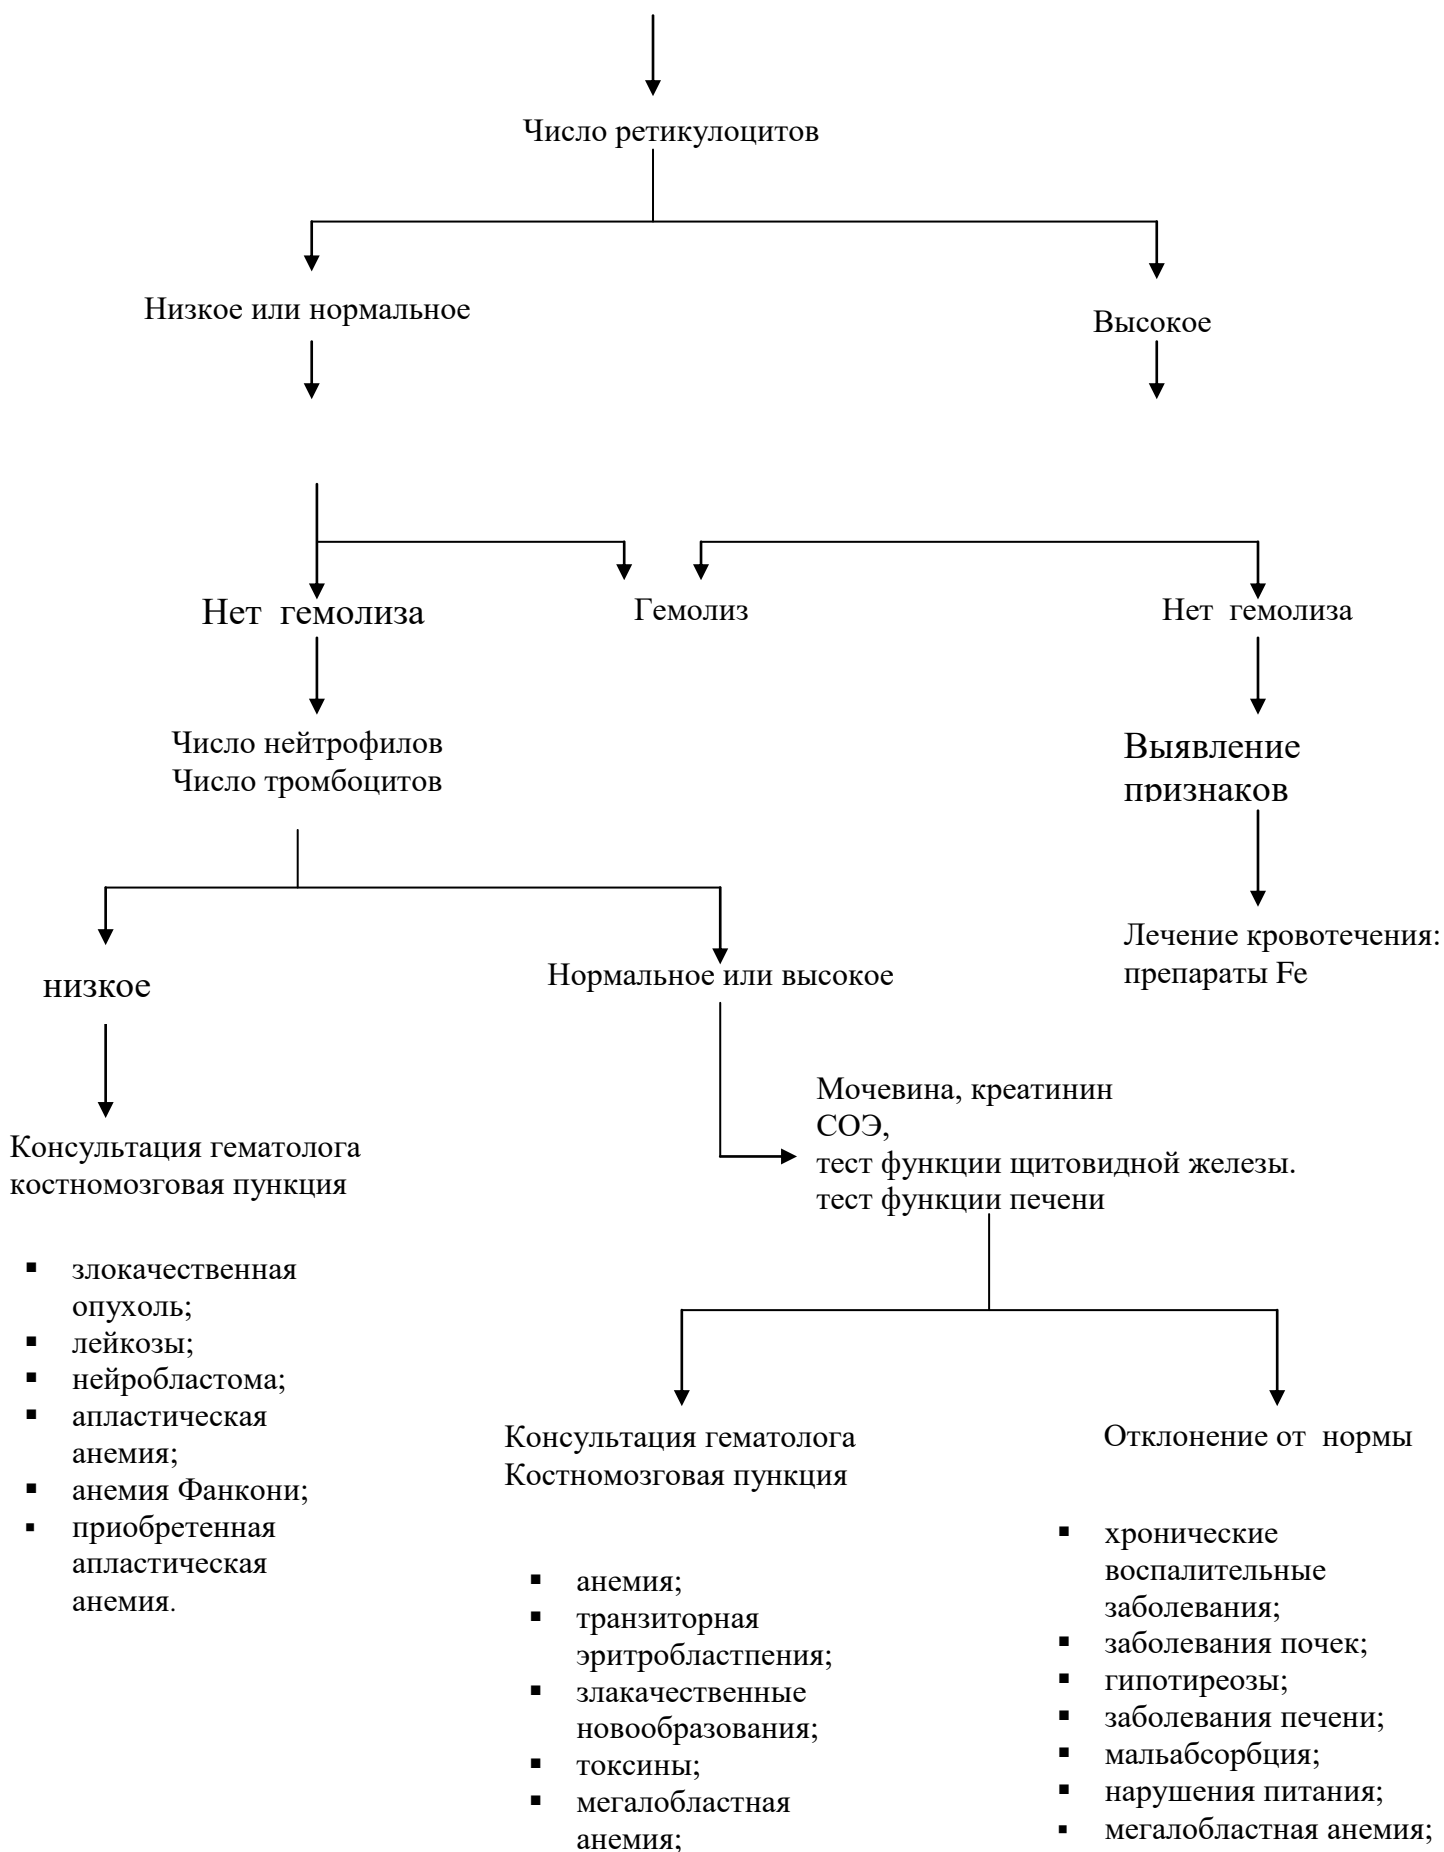 Число ретикулоцитов
Низкое или нормальное
Высокое
Нет гемолиза
Гемолиз
Нет гемолиза
Число нейтрофилов
Число тромбоцитов
Выявление
признаков
низкое
Нормальное или высокое
Лечение кровотечения:
препараты Fe
Мочевина, креатинин
СОЭ,
тест функции щитовидной железы.
тест функции печени
Консультация гематолога
костномозговая пункция
▪ злокачественная
опухоль;
▪ лейкозы;
▪ нейробластома;
▪ апластическая
анемия;
▪ анемия Фанкони;
▪ приобретенная
апластическая
анемия.
Консультация гематолога
Костномозговая пункция
▪ анемия;
▪ транзиторная
эритробластпения;
▪ злакачественные
новообразования;
▪ токсины;
▪ мегалобластная
анемия;
Отклонение от нормы
▪ хронические
воспалительные
заболевания;
▪ заболевания почек;
▪ гипотиреозы;
▪ заболевания печени;
▪ мальабсорбция;
▪ нарушения питания;
▪ мегалобластная анемия;